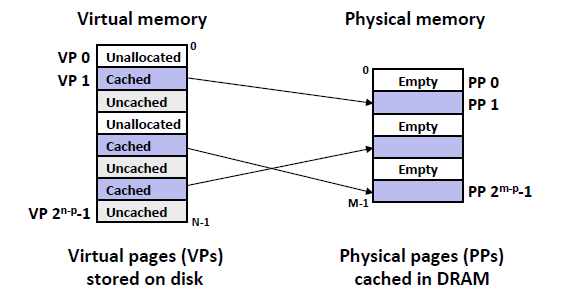 Virtual memory
Physical memory
0
VP 0
Unallocated
VP 1
Cached
Uncached
Unallocated
Cached
Uncached
Cached
VP 2ⁿ⁻ᵖ-1
Uncached
N-1
0
Empty
PP 0
PP 1
Empty
Empty
PP 2ᵐ⁻ᵖ-1
M-1
Virtual pages (VPs)
stored on disk
Physical pages (PPs)
cached in DRAM